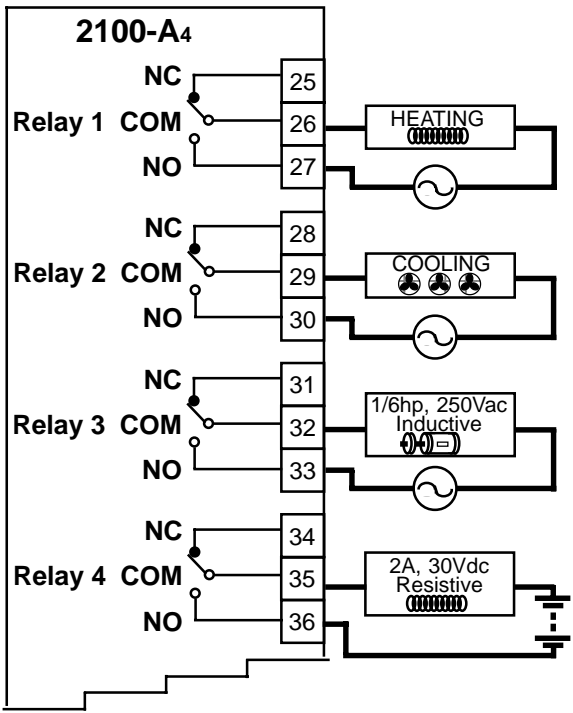 2100-A4
NC 25
Relay 1 COM 26 HEATING
NO 27
NC 28
Relay 2 COM 29 COOLING
NO 30
NC 31
1/6hp, 250Vac
Relay 3 COM 32 Inductive
NO 33
NC 34
2A, 30Vdc
Relay 4 COM 35 Resistive
NO 36